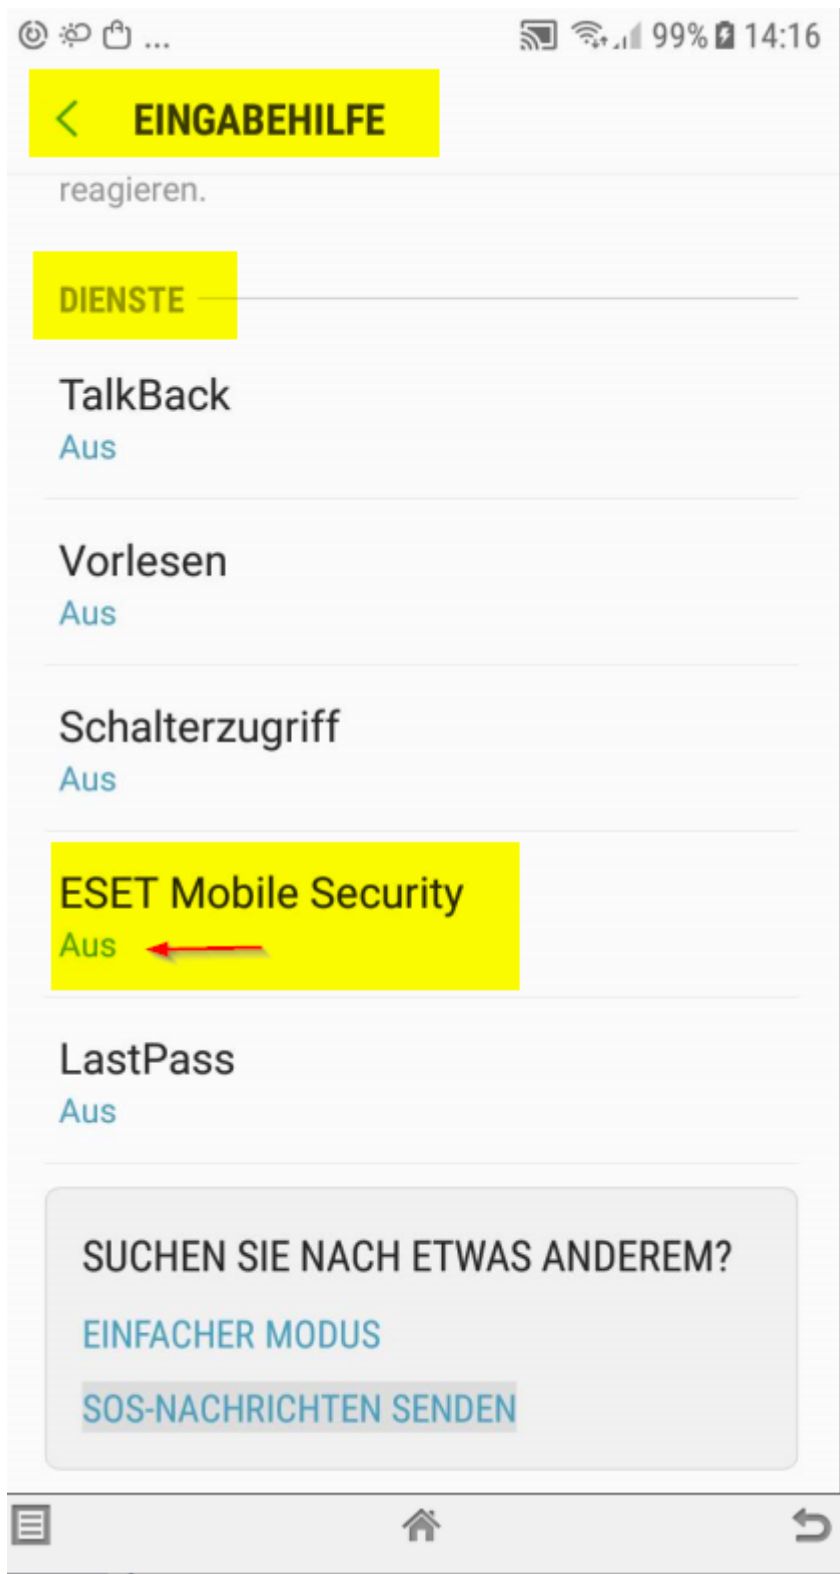 ... 99% 14:16
EINGABEHILFE
reagieren.
DIENSTE
TalkBack
Aus
Vorlesen
Aus
Schalterzugriff
Aus
ESET Mobile Security
Aus
LastPass
Aus
SUCHEN SIE NACH ETWAS ANDEREM?
EINFACHER MODUS
SOS-NACHRICHTEN SENDEN